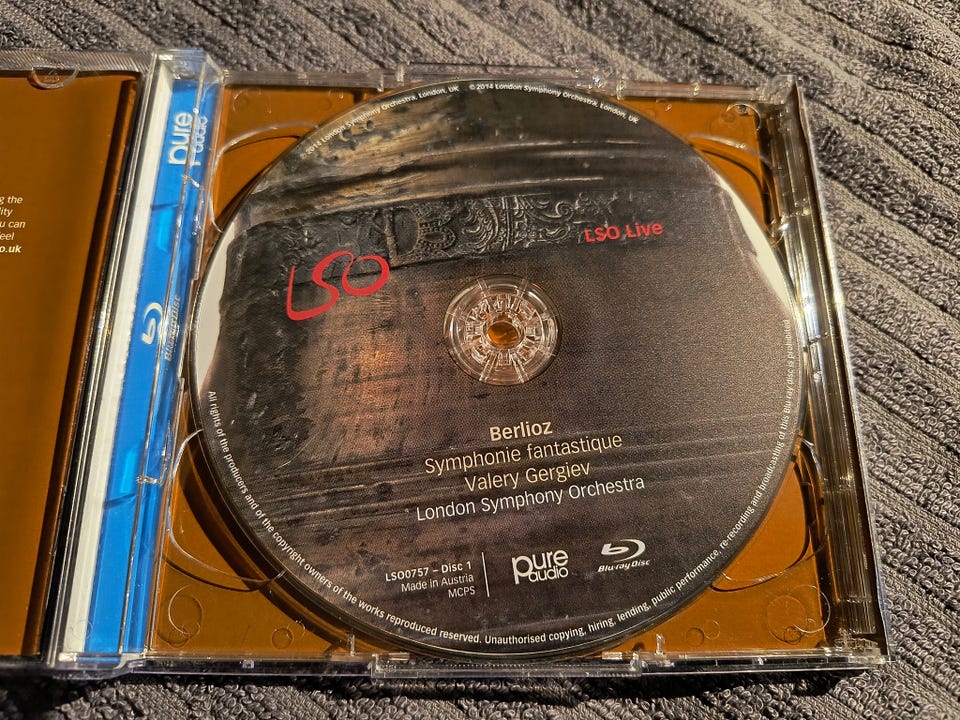 g the
lity
u can
eel
o.uk
pure
audio
Blu-ray Disc
2014 London Symphony Orchestra, London, UK © 2014 London Symphony Orchestra, London, UK
LSO Live
LSO
Berlioz
Symphonie fantastique
Valery Gergiev
London Symphony Orchestra
LSO0757 – Disc 1
Made in Austria
MCPS
pure
audio
Blu-ray Disc
All rights of the producers and of the copyright owners of the works reproduced reserved. Unauthorised copying, hiring, lending, public performance, re-recording and broadcasting of this Blu-ray disc is prohibited